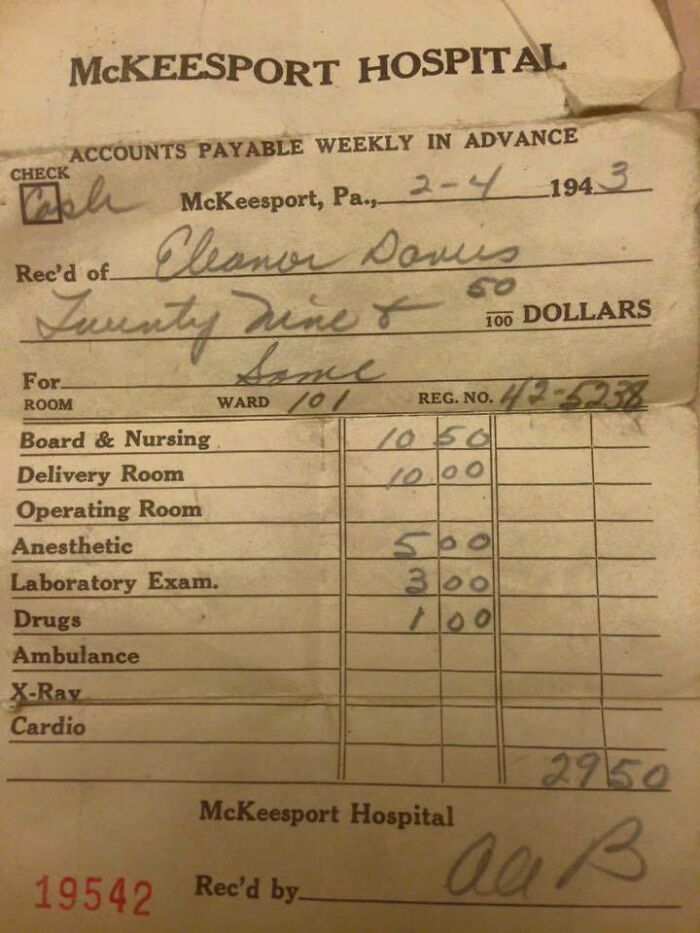 McKEESPORT HOSPITAL
ACCOUNTS PAYABLE WEEKLY IN ADVANCE
CHECK
Cash McKeesport, Pa., 2-4 1943
Rec'd of Eleanor
Twenty Nine & 50/100 DOLLARS
For Same
ROOM WARD 101 REG. NO. 42-5238
Board & Nursing 10 50
Delivery Room 10 00
Operating Room
Anesthetic 5 00
Laboratory Exam. 3 00
Drugs 1 00
Ambulance
X-Ray
Cardio
29 50
McKeesport Hospital
19542 Rec'd by